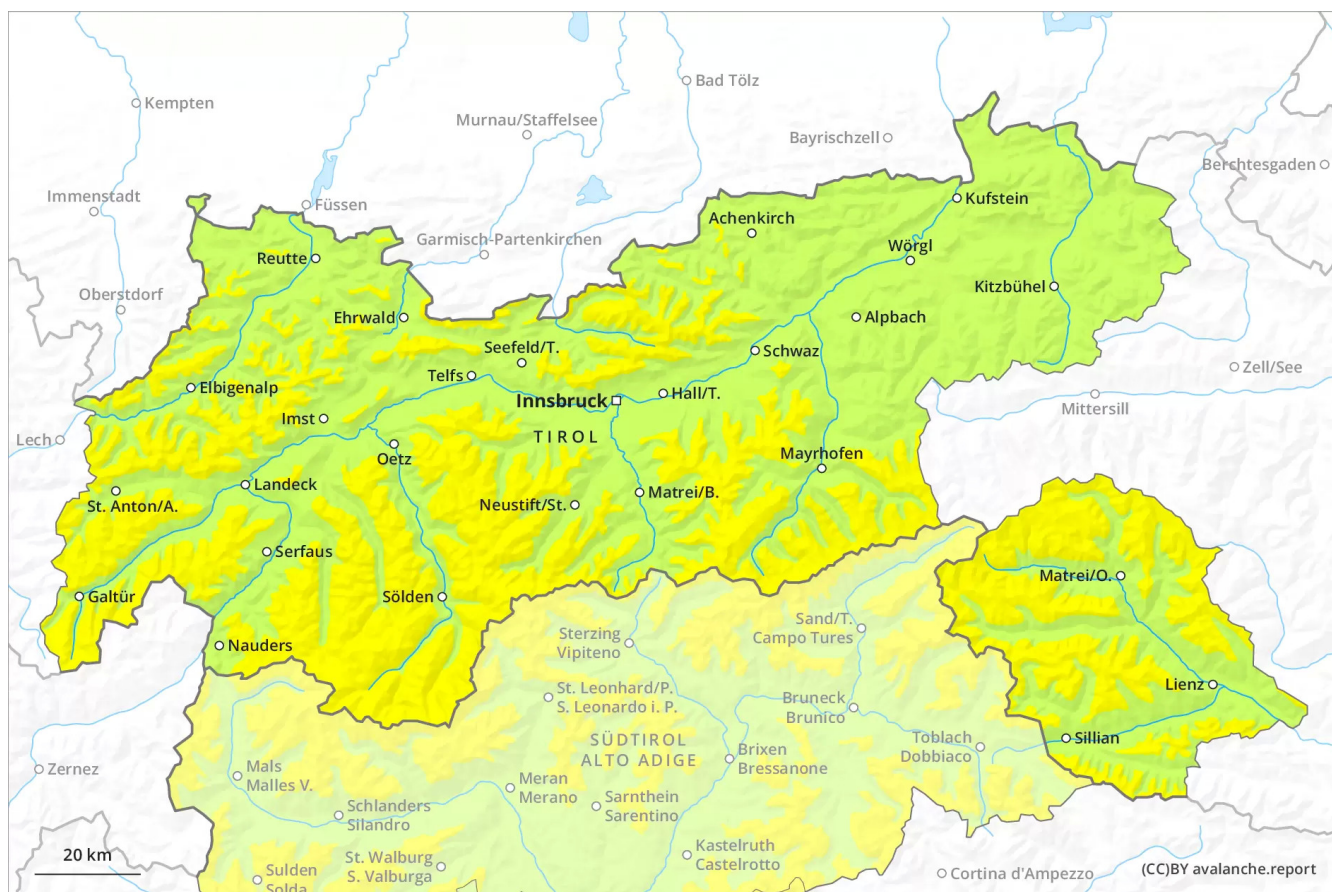 Bad Tölz
Kempten
Murnau/Staffelsee
Bayrischzell
Berchtesgaden
Immenstadt
Füssen
Kufstein
Achenkirch
Garmisch-Partenkirchen
Wörgl
Reutte
Kitzbühel
Oberstdorf
Ehrwald
Alpbach
Seefeld/T.
Schwaz
Zell/See
Telfs
Elbigenalp
Hall/T.
Innsbruck
Mittersill
Imst
Lech
TIROL
Oetz
Mayrhofen
Landeck
Matrei/B.
St. Anton/A.
Neustift/St.
Serfaus
Matrei/O.
Galtür
Sölden
Sand/T.
Campo Tures
Sterzing
Vipiteno
Nauders
Lienz
St. Leonhard/P.
S. Leonardo i. P.
Bruneck
Brunico
Sillian
SÜDTIROL
ALTO ADIGE
Toblach
Dobbiaco
Brixen
Bressanone
Zernez
Mals
Malles V.
Meran
Merano
Sarnthein
Sarentino
Schlanders
Silandro
Kastelruth
Castelrotto
20 km
St. Walburg
S. Valburga
(CC)BY avalanche.report
Cortina d'Ampezzo
Sulden
Solda